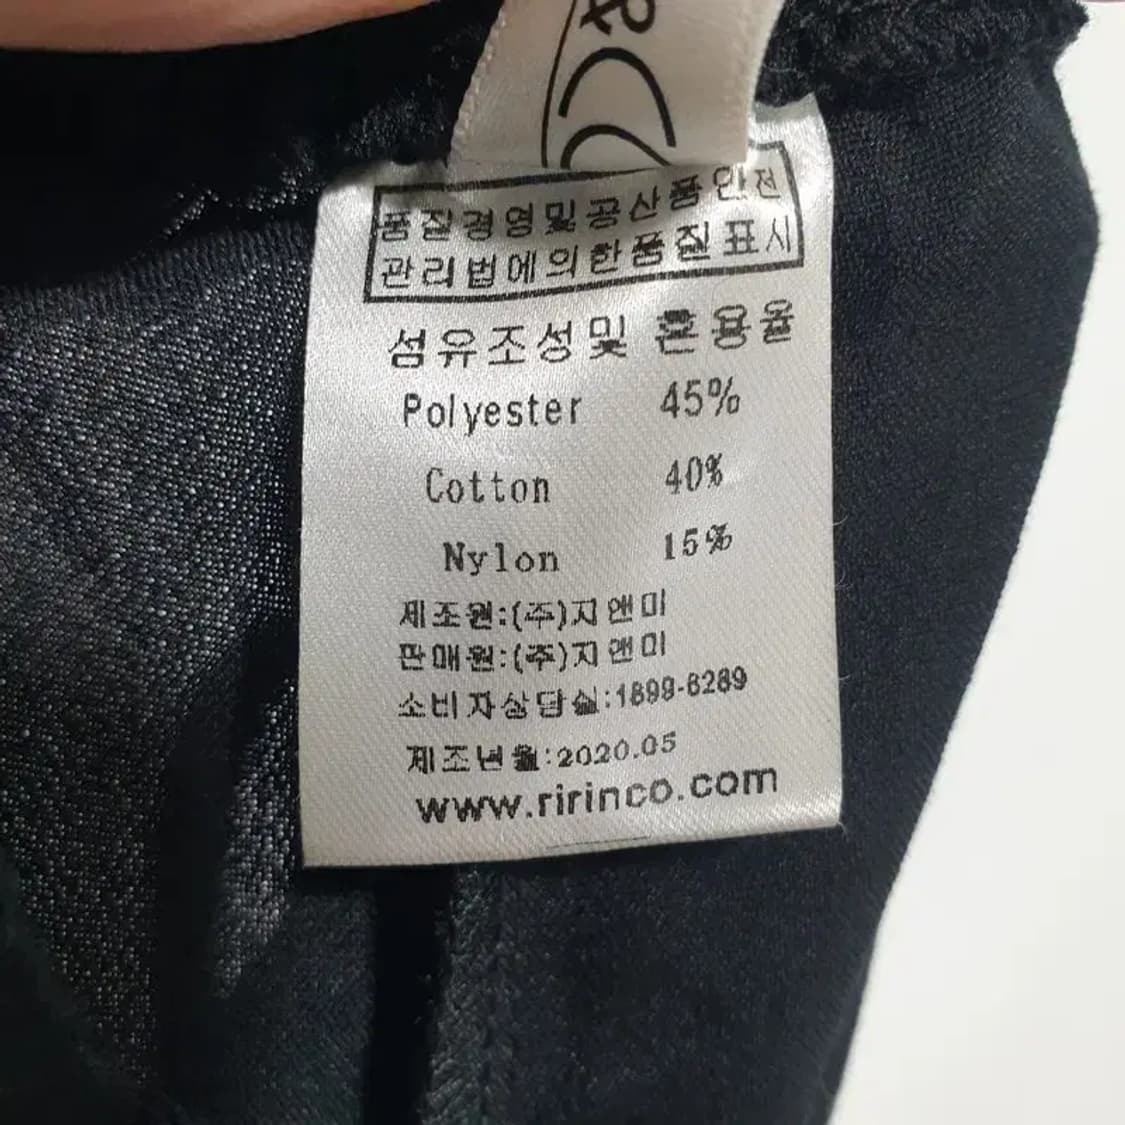 품질경영및공산품안전
관리법에의한품질표시
섬유조성및 혼용율
Polyester 45%
Cotton 40%
Nylon 15%
제조원:(주)지앤미
판매원:(주)지앤미
소비자상담실:1899-6289
제조년월:2020.05
www.ririnco.com